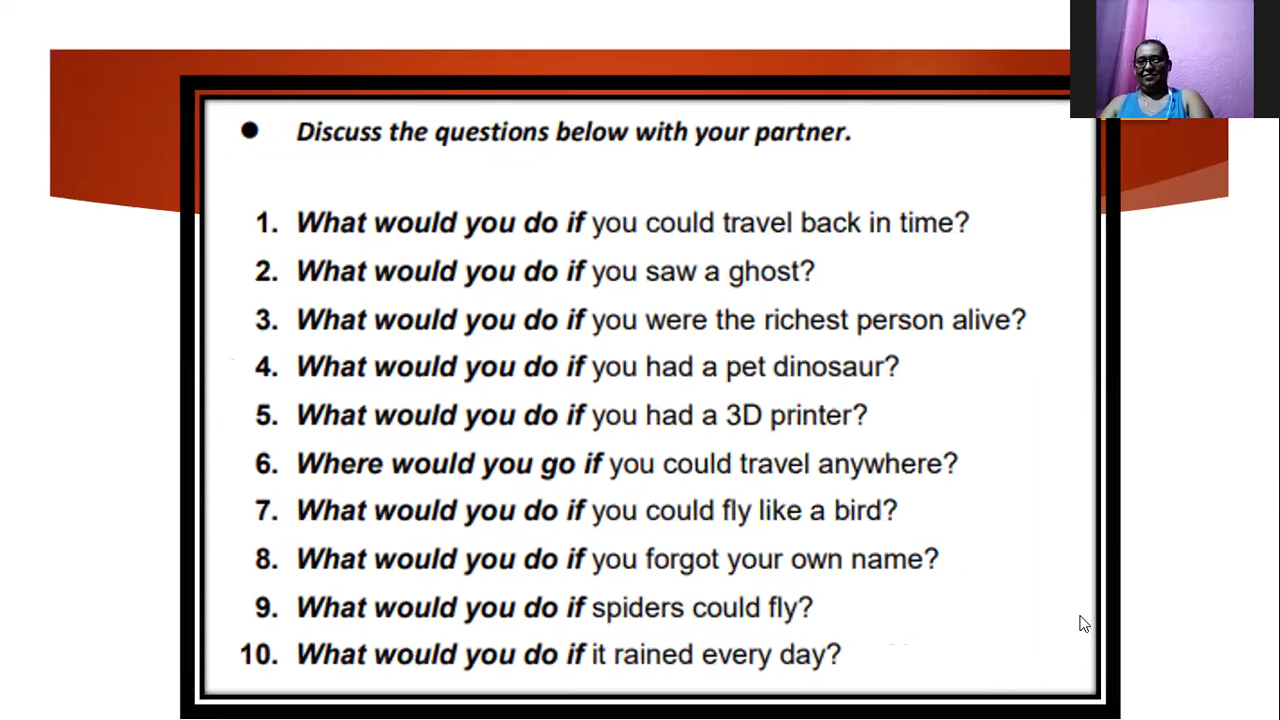 ● Discuss the questions below with your partner.
1. What would you do if you could travel back in time?
2. What would you do if you saw a ghost?
3. What would you do if you were the richest person alive?
4. What would you do if you had a pet dinosaur?
5. What would you do if you had a 3D printer?
6. Where would you go if you could travel anywhere?
7. What would you do if you could fly like a bird?
8. What would you do if you forgot your own name?
9. What would you do if spiders could fly?
10. What would you do if it rained every day?